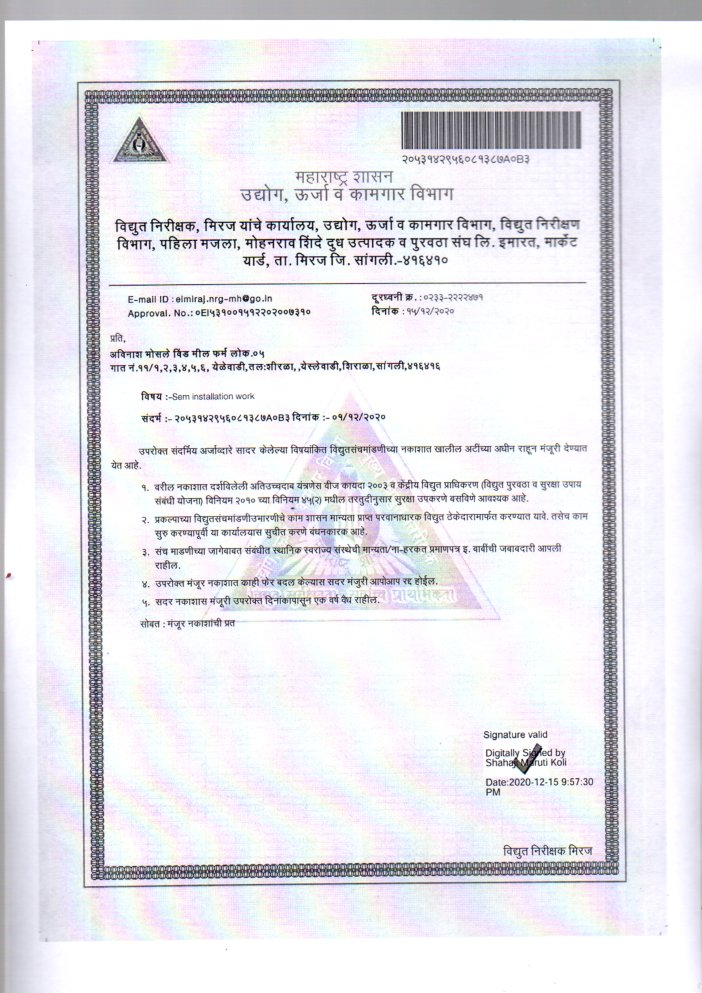 २०५३१४२९५६०८१३८७A०B३
महाराष्ट्र शासन
उद्योग, ऊर्जा व कामगार विभाग
विद्युत निरीक्षक, मिरज यांचे कार्यालय, उद्योग, ऊर्जा व कामगार विभाग, विद्युत निरीक्षण
विभाग, पहिला मजला, मोहनराव शिंदे दुध उत्पादक व पुरवठा संघ लि. इमारत, मार्केट
यार्ड, ता. मिरज जि. सांगली.-४१६४१०
E-mail ID : eimiraj.nrg-mh@go.in
दूरध्वनी क्र. : ०२३३-२२२२४७१
Approval. No.: ०EI५३१००१५१२२०२००७३१०
दिनांक : १५/१२/२०२०
प्रति,
अविनाश भोसले विंड मील फर्म लोक.०५
गात नं.११/१,२,३,४,५,६, येळेवाडी,तल:शीरळा, ,येस्लेवाडी,शिराळा,सांगली,४१६४१६
विषय :-Sem installation work
संदर्भ :- २०५३१४२९५६०८१३८७A०B३ दिनांक :- ०१/१२/२०२०
उपरोक्त संदर्मिय अर्जाव्दारे सादर केलेल्या विषयांकित विद्युतसंचमांडणीच्या नकाशात खालील अटींच्या अधीन राहून मंजूरी देण्यात
येत आहे.
१. वरील नकाशात दर्शविलेली अतिउच्चदाब यंत्रणेस वीज कायदा २००३ व केंद्रीय विद्युत प्राधिकरण (विद्युत पुरवठा व सुरक्षा उपाय
संबंधी योजना) विनियम २०१० च्या विनियम ४५(२) मधील तरतुदीनुसार सुरक्षा उपकरणे बसविणे आवश्यक आहे.
२. प्रकल्पाच्या विद्युतसंचमांडणीउभारणीचे काम शासन मान्यता प्राप्त परवानाधारक विद्युत ठेकेदारामार्फत करण्यात यावे. तसेच काम
सुरु करण्यापूर्वी या कार्यालयास सुचीत करणे बंधनकारक आहे.
३. संच माडणीच्या जागेबाबत संबंधीत स्थानिक स्वराज्य संस्थेची मान्यता/ना-हरकत प्रमाणपत्र इ. बाबींची जवाबदारी आपली
राहील.
४. उपरोक्त मंजूर नकाशात काही फेर बदल केल्यास सदर मंजुरी आपोआप रद्द होईल.
५. सदर नकाशास मंजूरी उपरोक्त दिनांकापासून एक वर्ष वैध राहील.
सोबत : मंजूर नकाशांची प्रत
Signature valid
Digitally Signed by
Shahaji Maruti Koli
Date:2020-12-15 9:57:30
PM
विद्युत निरीक्षक मिरज